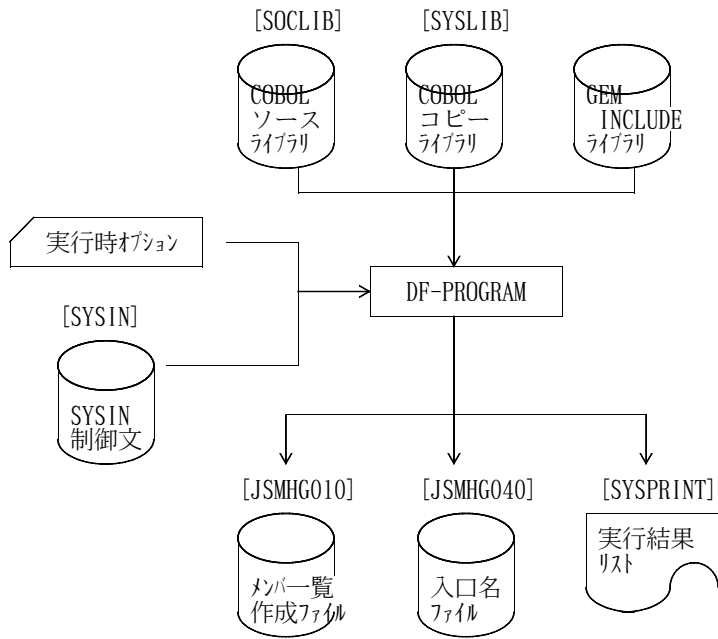 [SOCLIB]
[SYSLIB]
COBOL
ソース
ライブラリ
COBOL
コピー
ライブラリ
GEM
INCLUDE
ライブラリ
実行時オプション
DF-PROGRAM
[SYSIN]
SYSIN
制御文
[JSMHG010]
[JSMHG040]
[SYSPRINT]
メンバ一覧
作成ファイル
入口名
ファイル
実行結果
リスト